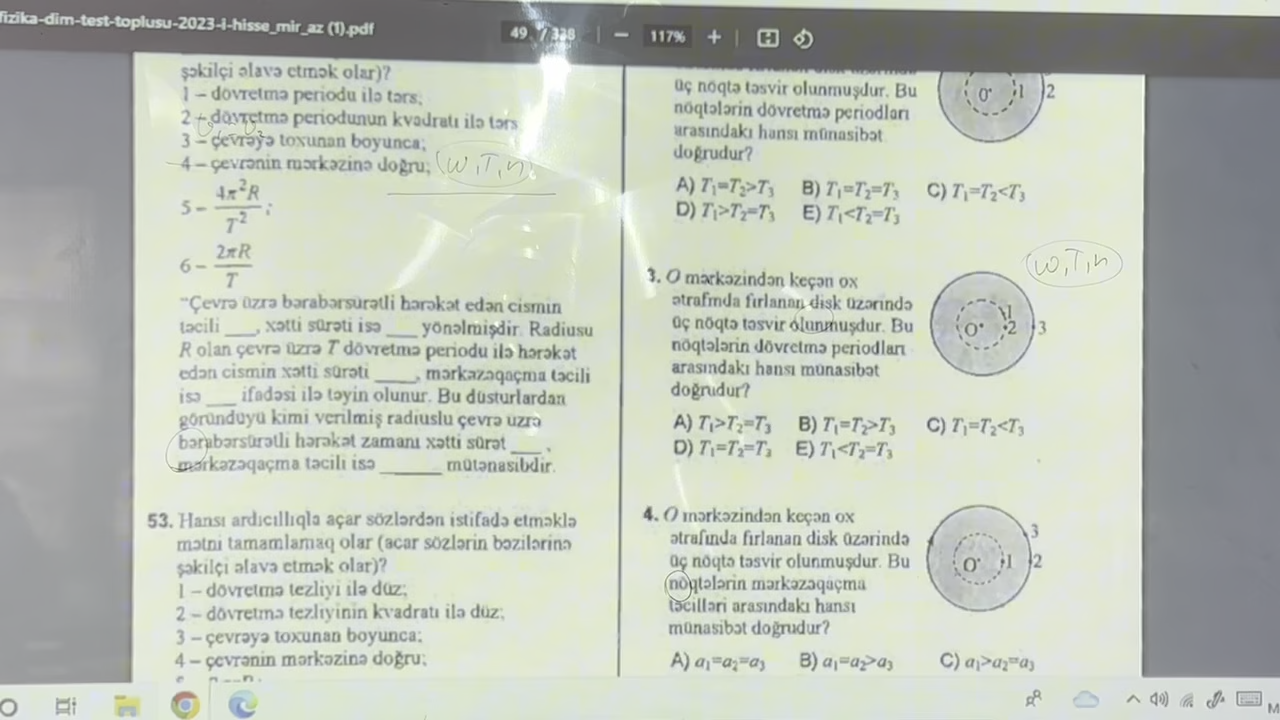 fizika-dim-test-toplusu-2023-i-hisse_mir_az (1).pdf
49 / 338
117%
şəkilçi əlavə etmək olar)?
1 – dövretmə periodu ilə tərs;
2 – dövretmə periodunun kvadratı ilə tərs
3 – çevrəyə toxunan boyunca;
4 – çevrənin mərkəzinə doğru;
(ω,T,n)
5 – 4π²R/T²;
6 – 2πR/T
“Çevrə üzrə bərabərsürətli hərəkət edən cismin
təcili ___, xətti sürəti isə ___ yönəlmişdir. Radiusu
R olan çevrə üzrə T dövretmə periodu ilə hərəkət
edən cismin xətti sürəti ____, mərkəzəqaçma təcili
isə ___ ifadəsi ilə təyin olunur. Bu düsturlardan
göründüyü kimi verilmiş radiuslu çevrə üzrə
bərabərsürətli hərəkət zamanı xətti sürət ___,
mərkəzəqaçma təcili isə ______ mütənasibdir.
53. Hansı ardıcıllıqla açar sözlərdən istifadə etməklə
mətni tamamlamaq olar (açar sözlərin bəzilərinə
şəkilçi əlavə etmək olar)?
1 – dövretmə tezliyi ilə düz;
2 – dövretmə tezliyinin kvadratı ilə düz;
3 – çevrəyə toxunan boyunca;
4 – çevrənin mərkəzinə doğru;
üç nöqtə təsvir olunmuşdur. Bu
nöqtələrin dövretmə periodları
arasındakı hansı münasibət
doğrudur?
O
1
2
A) T₁=T₂>T₃ B) T₁=T₂=T₃ C) T₁=T₂<T₃
D) T₁>T₂=T₃ E) T₁<T₂=T₃
3. O mərkəzindən keçən ox
ətrafında fırlanan disk üzərində
üç nöqtə təsvir olunmuşdur. Bu
nöqtələrin dövretmə periodları
arasındakı hansı münasibət
doğrudur?
(ω,T,n)
O
1
2
3
A) T₁>T₂=T₃ B) T₁=T₂>T₃ C) T₁=T₂<T₃
D) T₁=T₂=T₃ E) T₁<T₂=T₃
4. O mərkəzindən keçən ox
ətrafında fırlanan disk üzərində
üç nöqtə təsvir olunmuşdur. Bu
nöqtələrin mərkəzəqaçma
təcilləri arasındakı hansı
münasibət doğrudur?
3
O
1
2
A) a₁=a₂=a₃ B) a₁=a₂>a₃ C) a₁>a₂=a₃